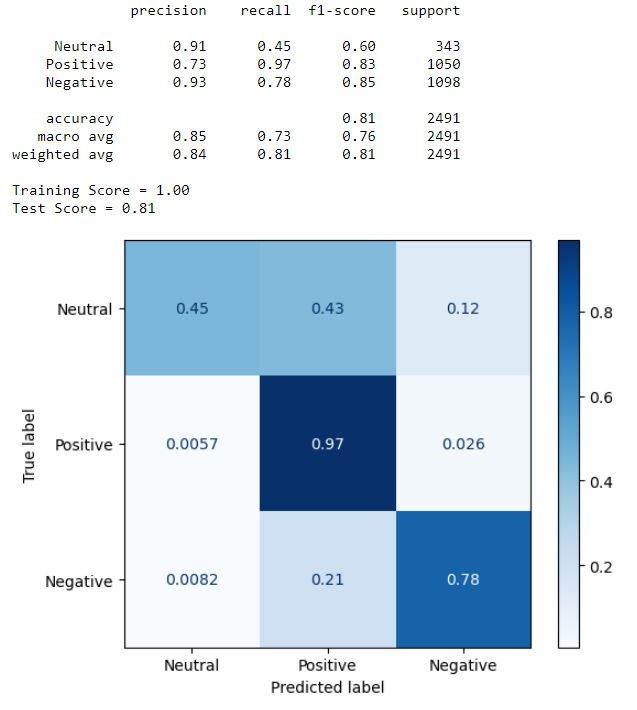 precision recall f1-score support
Neutral 0.91 0.45 0.60 343
Positive 0.73 0.97 0.83 1050
Negative 0.93 0.78 0.85 1098
accuracy 0.81 2491
macro avg 0.85 0.73 0.76 2491
weighted avg 0.84 0.81 0.81 2491
Training Score = 1.00
Test Score = 0.81
Neutral 0.45 0.43 0.12
Positive 0.0057 0.97 0.026
Negative 0.0082 0.21 0.78
True label
Neutral Positive Negative
Predicted label
0.8
0.6
0.4
0.2